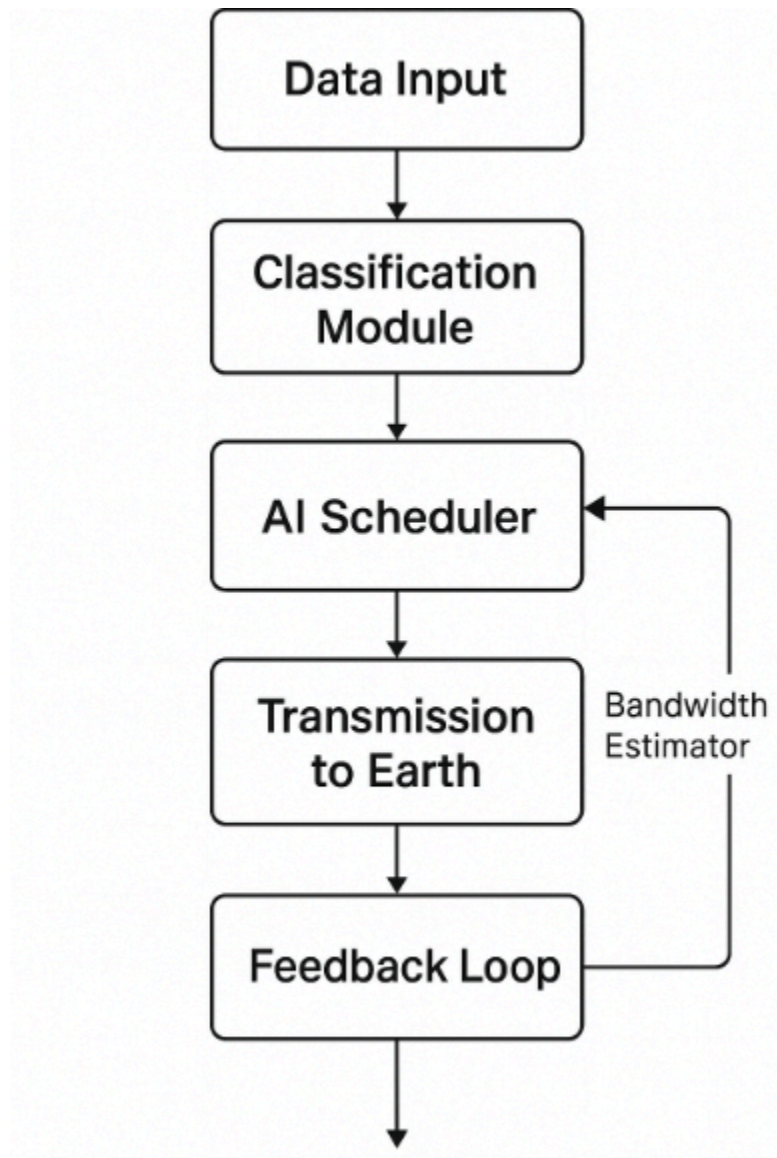 Data Input
Classification
Module
AI Scheduler
Transmission
to Earth
Bandwidth
Estimator
Feedback Loop